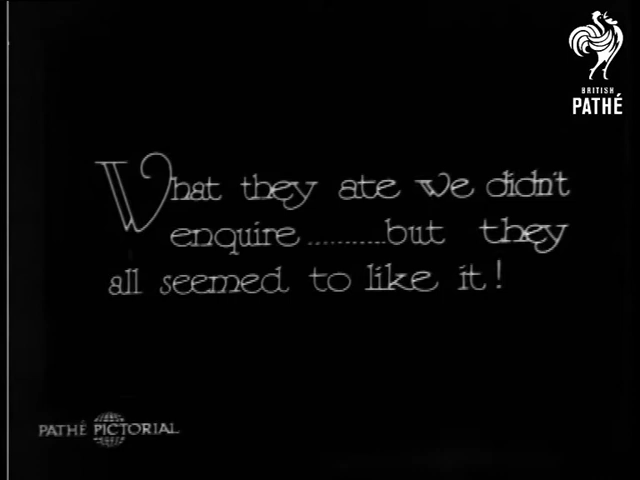 BRITISH
PATHÉ
What they ate we didn't
enquire..........but they
all seemed to like it!
PATHÉ PICTORIAL